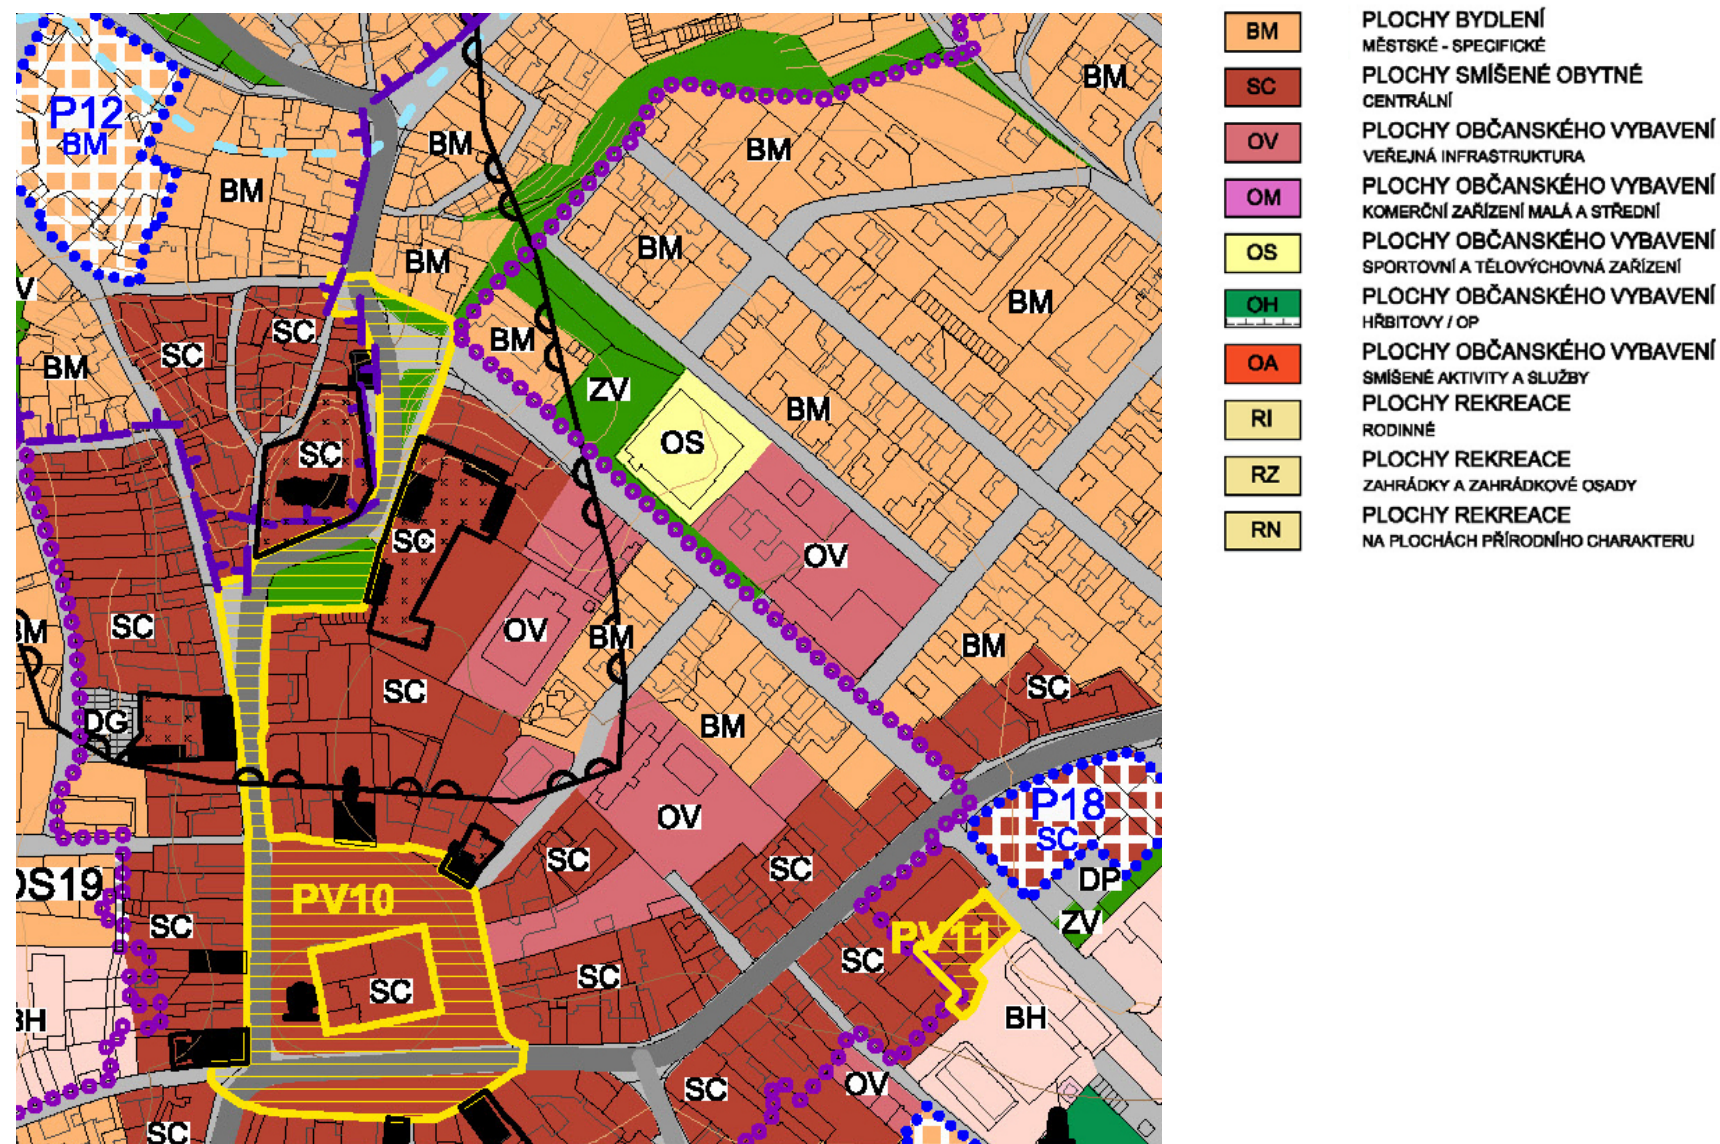 BM
P12
BM
BM
BM
BM
BM
BM
BM
V
SC
SC
BM
BM
BM
ZV
BM
OS
SC
SC
OV
BM
SC
OV
BM
BM
SC
SC
DG
BM
P18
SC
OV
SC
SC
DP
OS19
PV10
ZV
SC
PV11
SC
SC
SC
BH
BH
SC
OV
SC
BM PLOCHY BYDLENÍ
MĚSTSKÉ - SPECIFICKÉ
SC PLOCHY SMÍŠENÉ OBYTNÉ
CENTRÁLNÍ
OV PLOCHY OBČANSKÉHO VYBAVENÍ
VEŘEJNÁ INFRASTRUKTURA
OM PLOCHY OBČANSKÉHO VYBAVENÍ
KOMERČNÍ ZAŘÍZENÍ MALÁ A STŘEDNÍ
OS PLOCHY OBČANSKÉHO VYBAVENÍ
SPORTOVNÍ A TĚLOVÝCHOVNÁ ZAŘÍZENÍ
OH PLOCHY OBČANSKÉHO VYBAVENÍ
HŘBITOVY / OP
OA PLOCHY OBČANSKÉHO VYBAVENÍ
SMÍŠENÉ AKTIVITY A SLUŽBY
RI PLOCHY REKREACE
RODINNÉ
RZ PLOCHY REKREACE
ZAHRÁDKY A ZAHRÁDKOVÉ OSADY
RN PLOCHY REKREACE
NA PLOCHÁCH PŘÍRODNÍHO CHARAKTERU